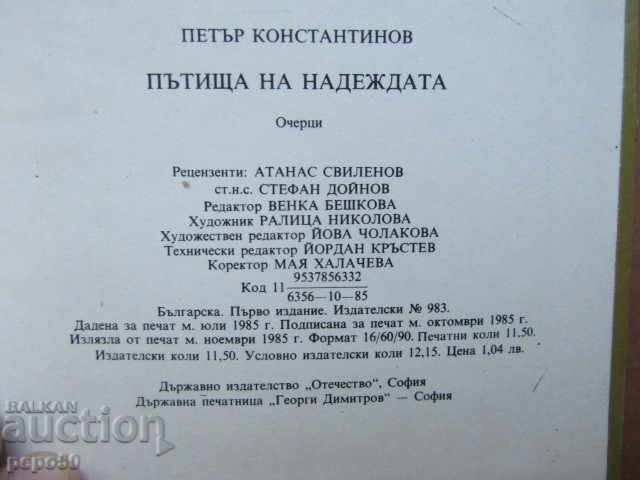 ПЕТЪР КОНСТАНТИНОВ
ПЪТИЩА НА НАДЕЖДАТА
Очерци
Рецензенти: АТАНАС СВИЛЕНОВ
ст.н.с. СТЕФАН ДОЙНОВ
Редактор ВЕНКА БЕШКОВА
Художник РАЛИЦА НИКОЛОВА
Художествен редактор ЙОВА ЧОЛАКОВА
Технически редактор ЙОРДАН КРЪСТЕВ
Коректор МАЯ ХАЛАЧЕВА
9537856332
Код 11
6356—10—85
Българска. Първо издание. Издателски № 983.
Дадена за печат м. юли 1985 г. Подписана за печат м. октомври 1985 г.
Излязла от печат м. ноември 1985 г. Формат 16/60/90. Печатни коли 11,50.
Издателски коли 11,50. Условно издателски коли 12,15. Цена 1,04 лв.
Държавно издателство „Отечество", София
Държавна печатница „Георги Димитров" — София
BALKAN
auction
pepo50